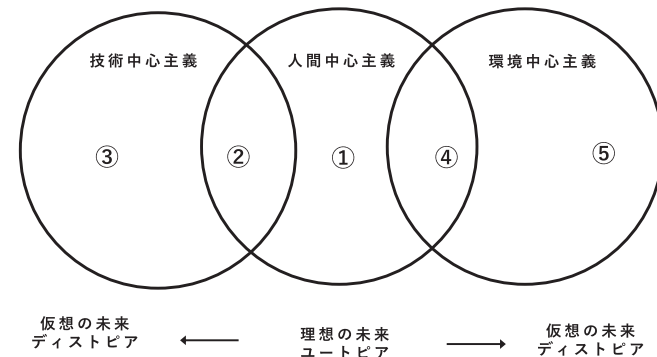 技術中心主義
人間中心主義
環境中心主義
③
②
①
④
⑤
仮想の未来
ディストピア
理想の未来
ユートピア
仮想の未来
ディストピア